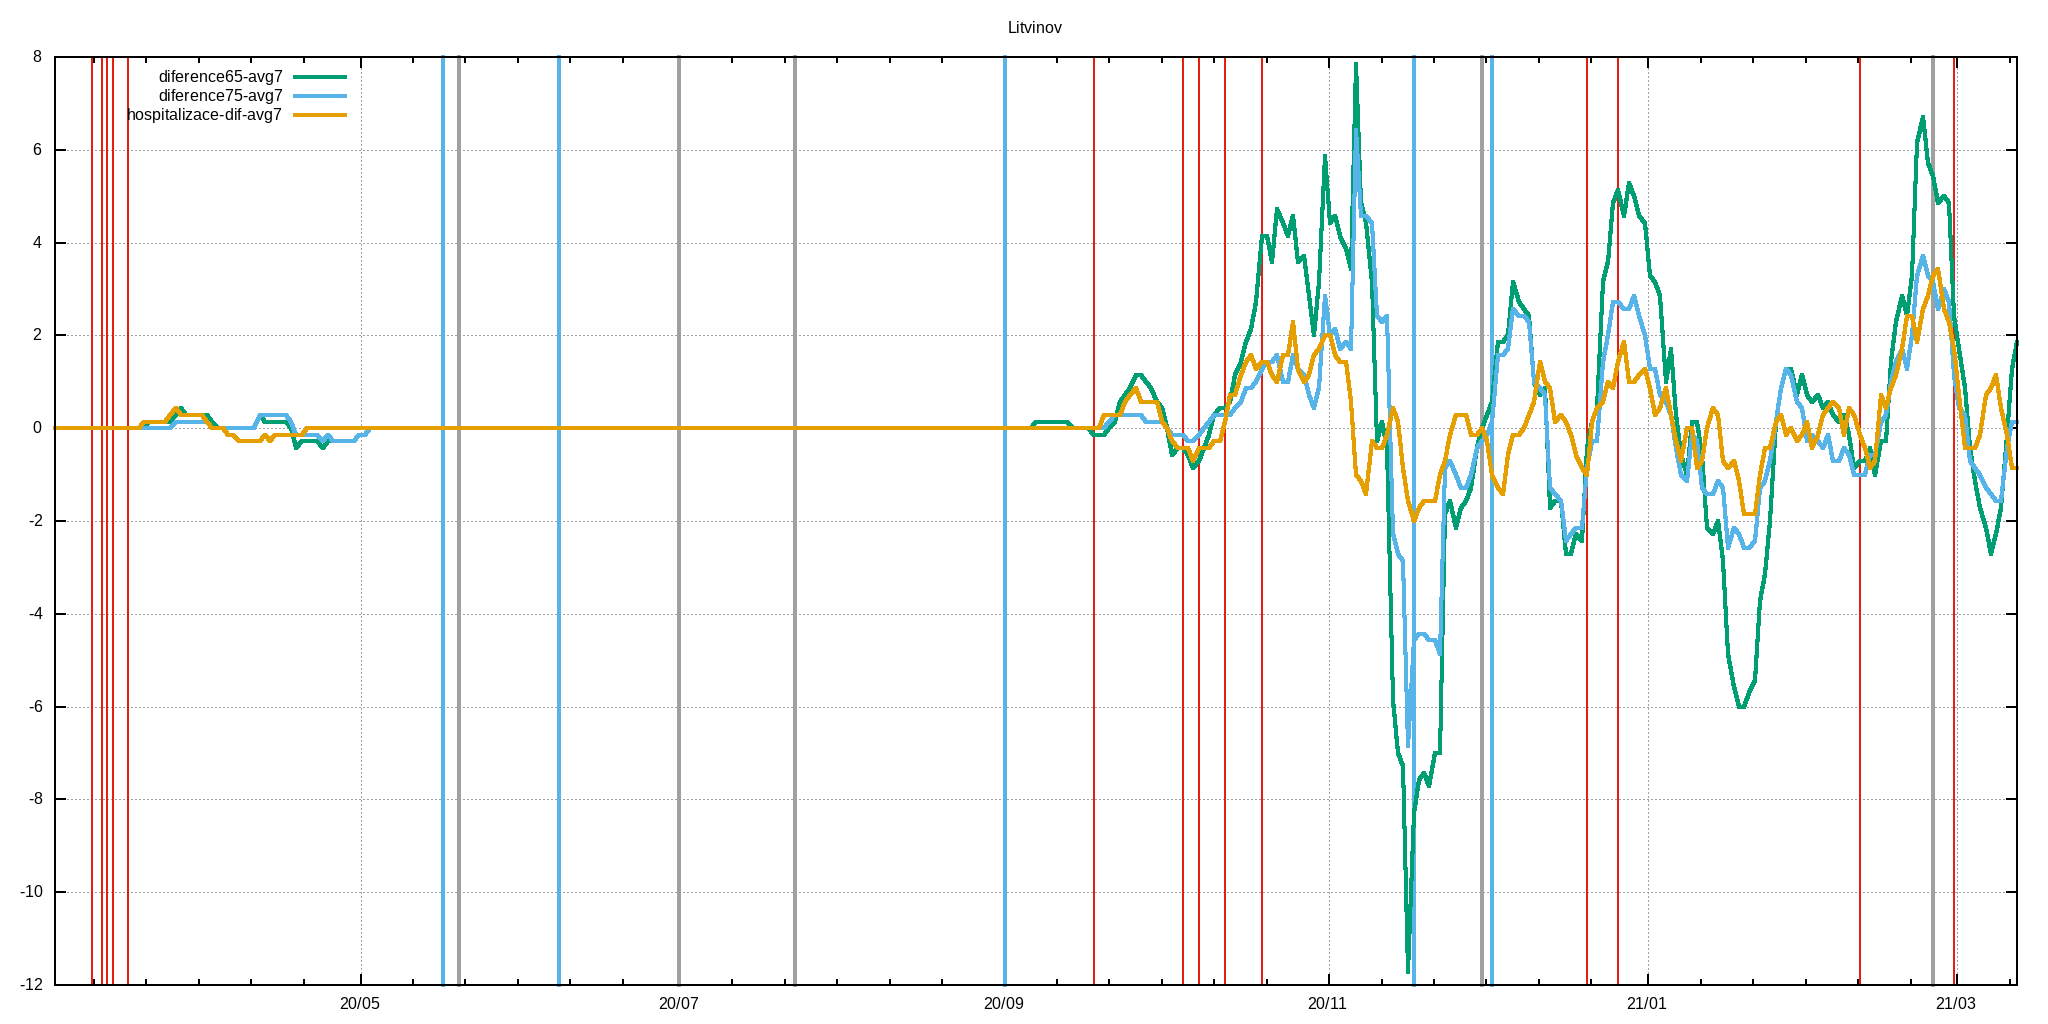 Litvinov
diference65-avg7
diference75-avg7
hospitalizace-dif-avg7
8
6
4
2
0
-2
-4
-6
-8
-10
-12
20/05 20/07 20/09 20/11 21/01 21/03